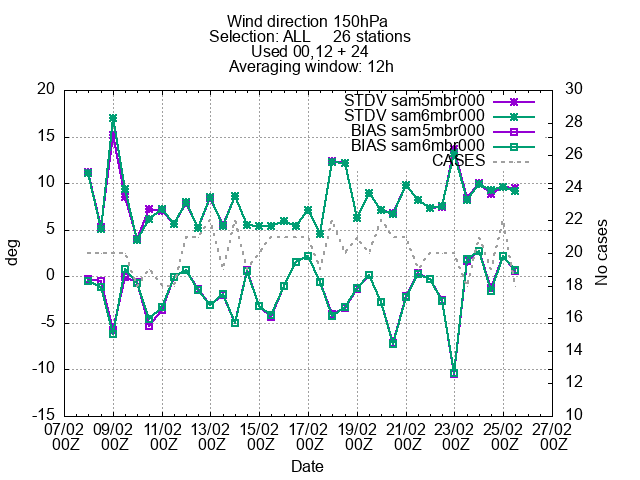 Wind direction 150hPa
Selection: ALL 26 stations
Used 00,12 + 24
Averaging window: 12h
STDV sam5mbr000
STDV sam6mbr000
BIAS sam5mbr000
BIAS sam6mbr000
CASES
20
15
10
5
0
-5
-10
-15
deg
30
28
26
24
22
20
18
16
14
12
10
No cases
07/02 09/02 11/02 13/02 15/02 17/02 19/02 21/02 23/02 25/02 27/02
00Z 00Z 00Z 00Z 00Z 00Z 00Z 00Z 00Z 00Z 00Z
Date